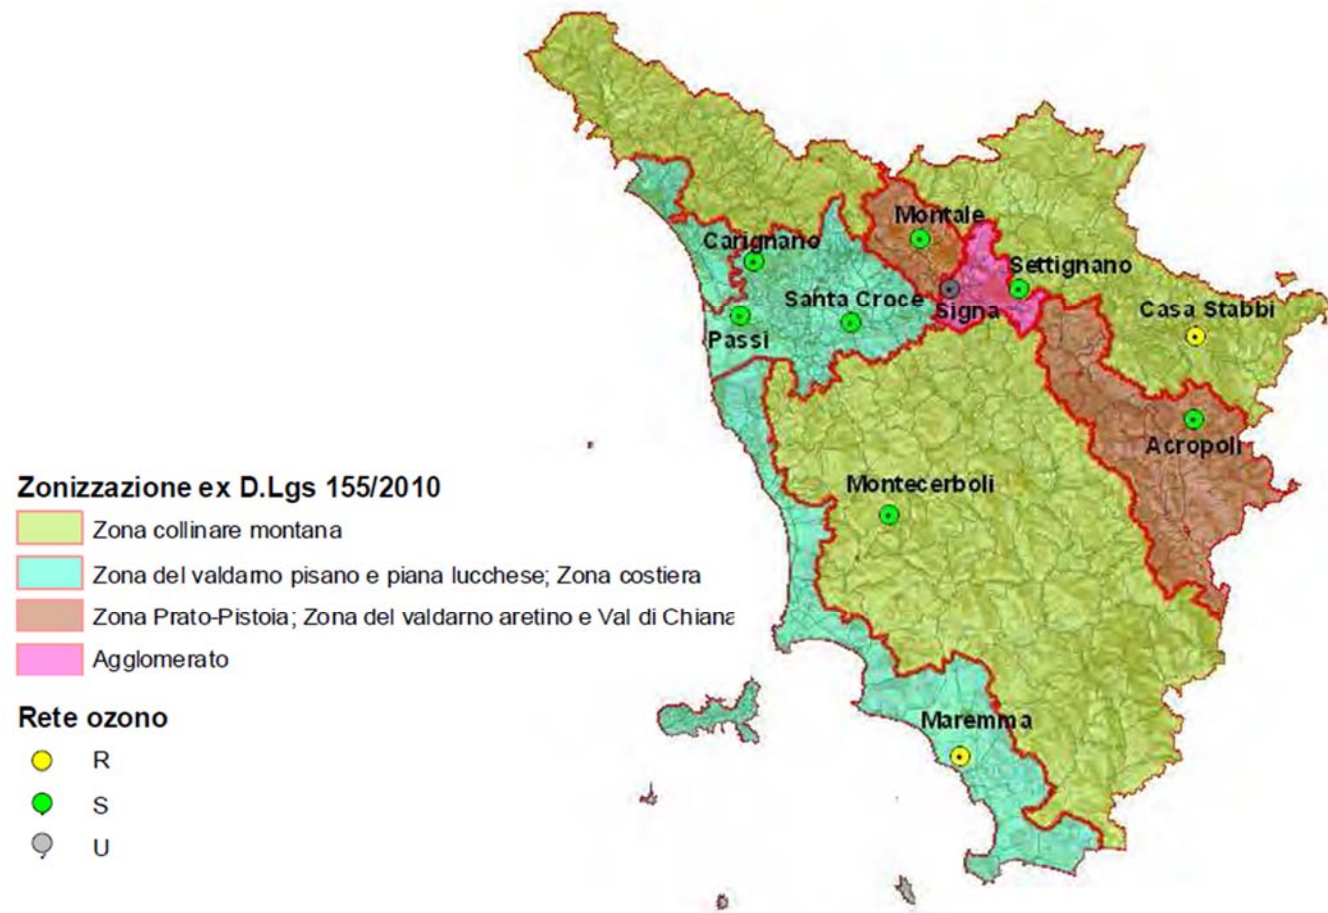 Montale
Carignano
Settignano
Santa Croce
Signa
Casa Stabbi
Passi
Acropoli
Montecerboli
Maremma
Zonizzazione ex D.Lgs 155/2010
Zona collinare montana
Zona del valdarno pisano e piana lucchese; Zona costiera
Zona Prato-Pistoia; Zona del valdarno aretino e Val di Chiana
Agglomerato
Rete ozono
R
S
U